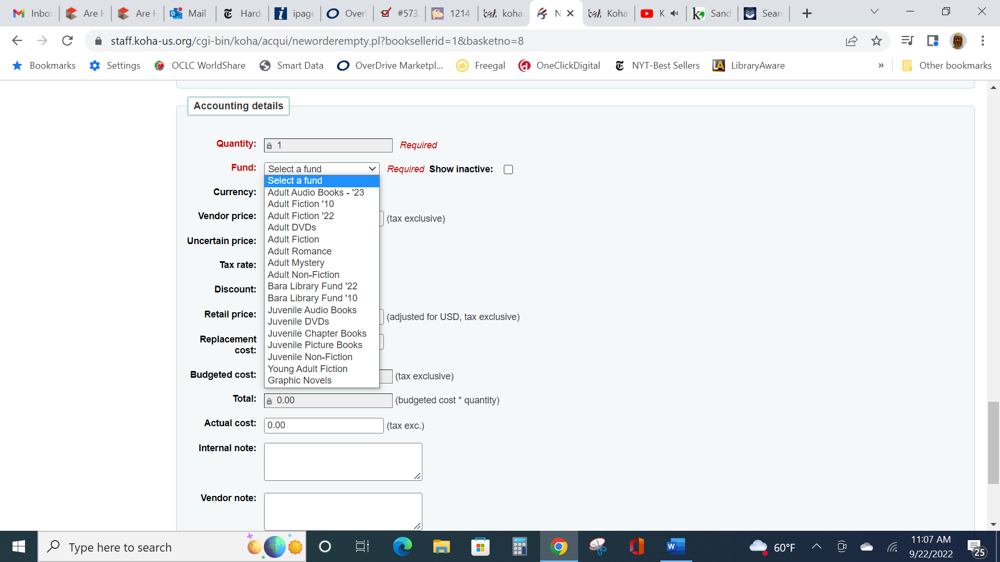 Inbo Are H Are H Mail Hard ipage Over #573 1214 koha N Koha K Sand Sear
staff.koha-us.org/cgi-bin/koha/acqui/neworderempty.pl?booksellerid=1&basketno=8
Bookmarks Settings OCLC WorldShare Smart Data OverDrive Marketpl... Freegal OneClickDigital NYT-Best Sellers LibraryAware » Other bookmarks
Accounting details
Quantity: 1 Required
Fund: Select a fund Required Show inactive:
Select a fund
Currency: Adult Audio Books - '23
Adult Fiction '10
Vendor price: Adult Fiction '22 (tax exclusive)
Adult DVDs
Uncertain price: Adult Fiction
Adult Romance
Tax rate: Adult Mystery
Adult Non-Fiction
Discount: Bara Library Fund '22
Bara Library Fund '10
Retail price: Juvenile Audio Books (adjusted for USD, tax exclusive)
Juvenile DVDs
Juvenile Chapter Books
Replacement Juvenile Picture Books
cost: Juvenile Non-Fiction
Young Adult Fiction
Budgeted cost: Graphic Novels (tax exclusive)
Total: 0.00 (budgeted cost * quantity)
Actual cost: 0.00 (tax exc.)
Internal note:
Vendor note:
Type here to search 60°F 11:07 AM
9/22/2022 25